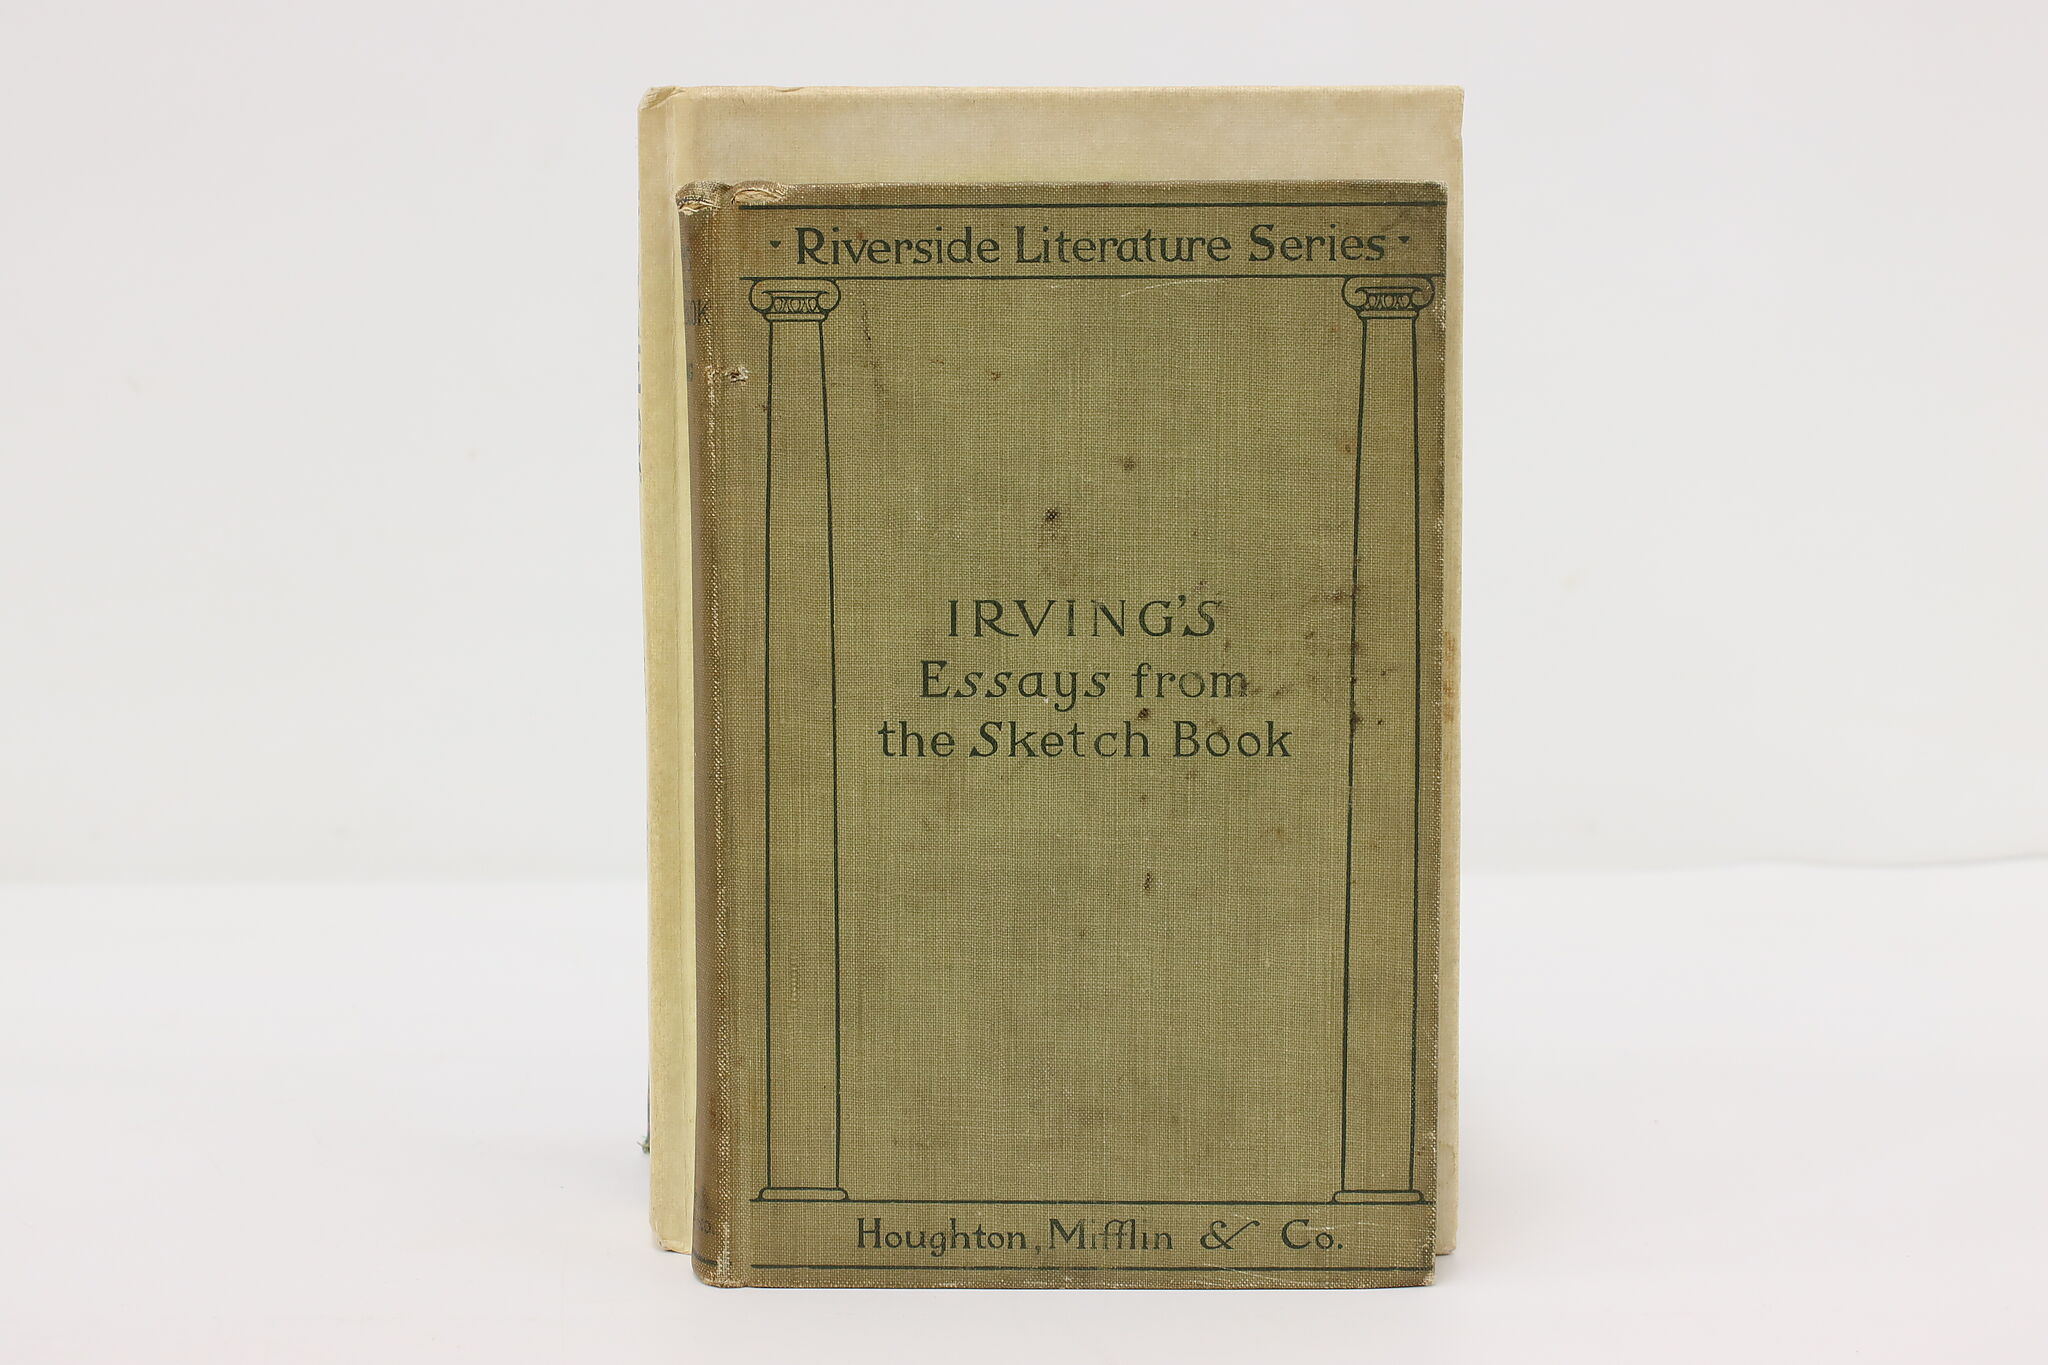 · Riverside Literature Series ·
IRVING'S
Essays from
the Sketch Book
Houghton, Mifflin & Co.